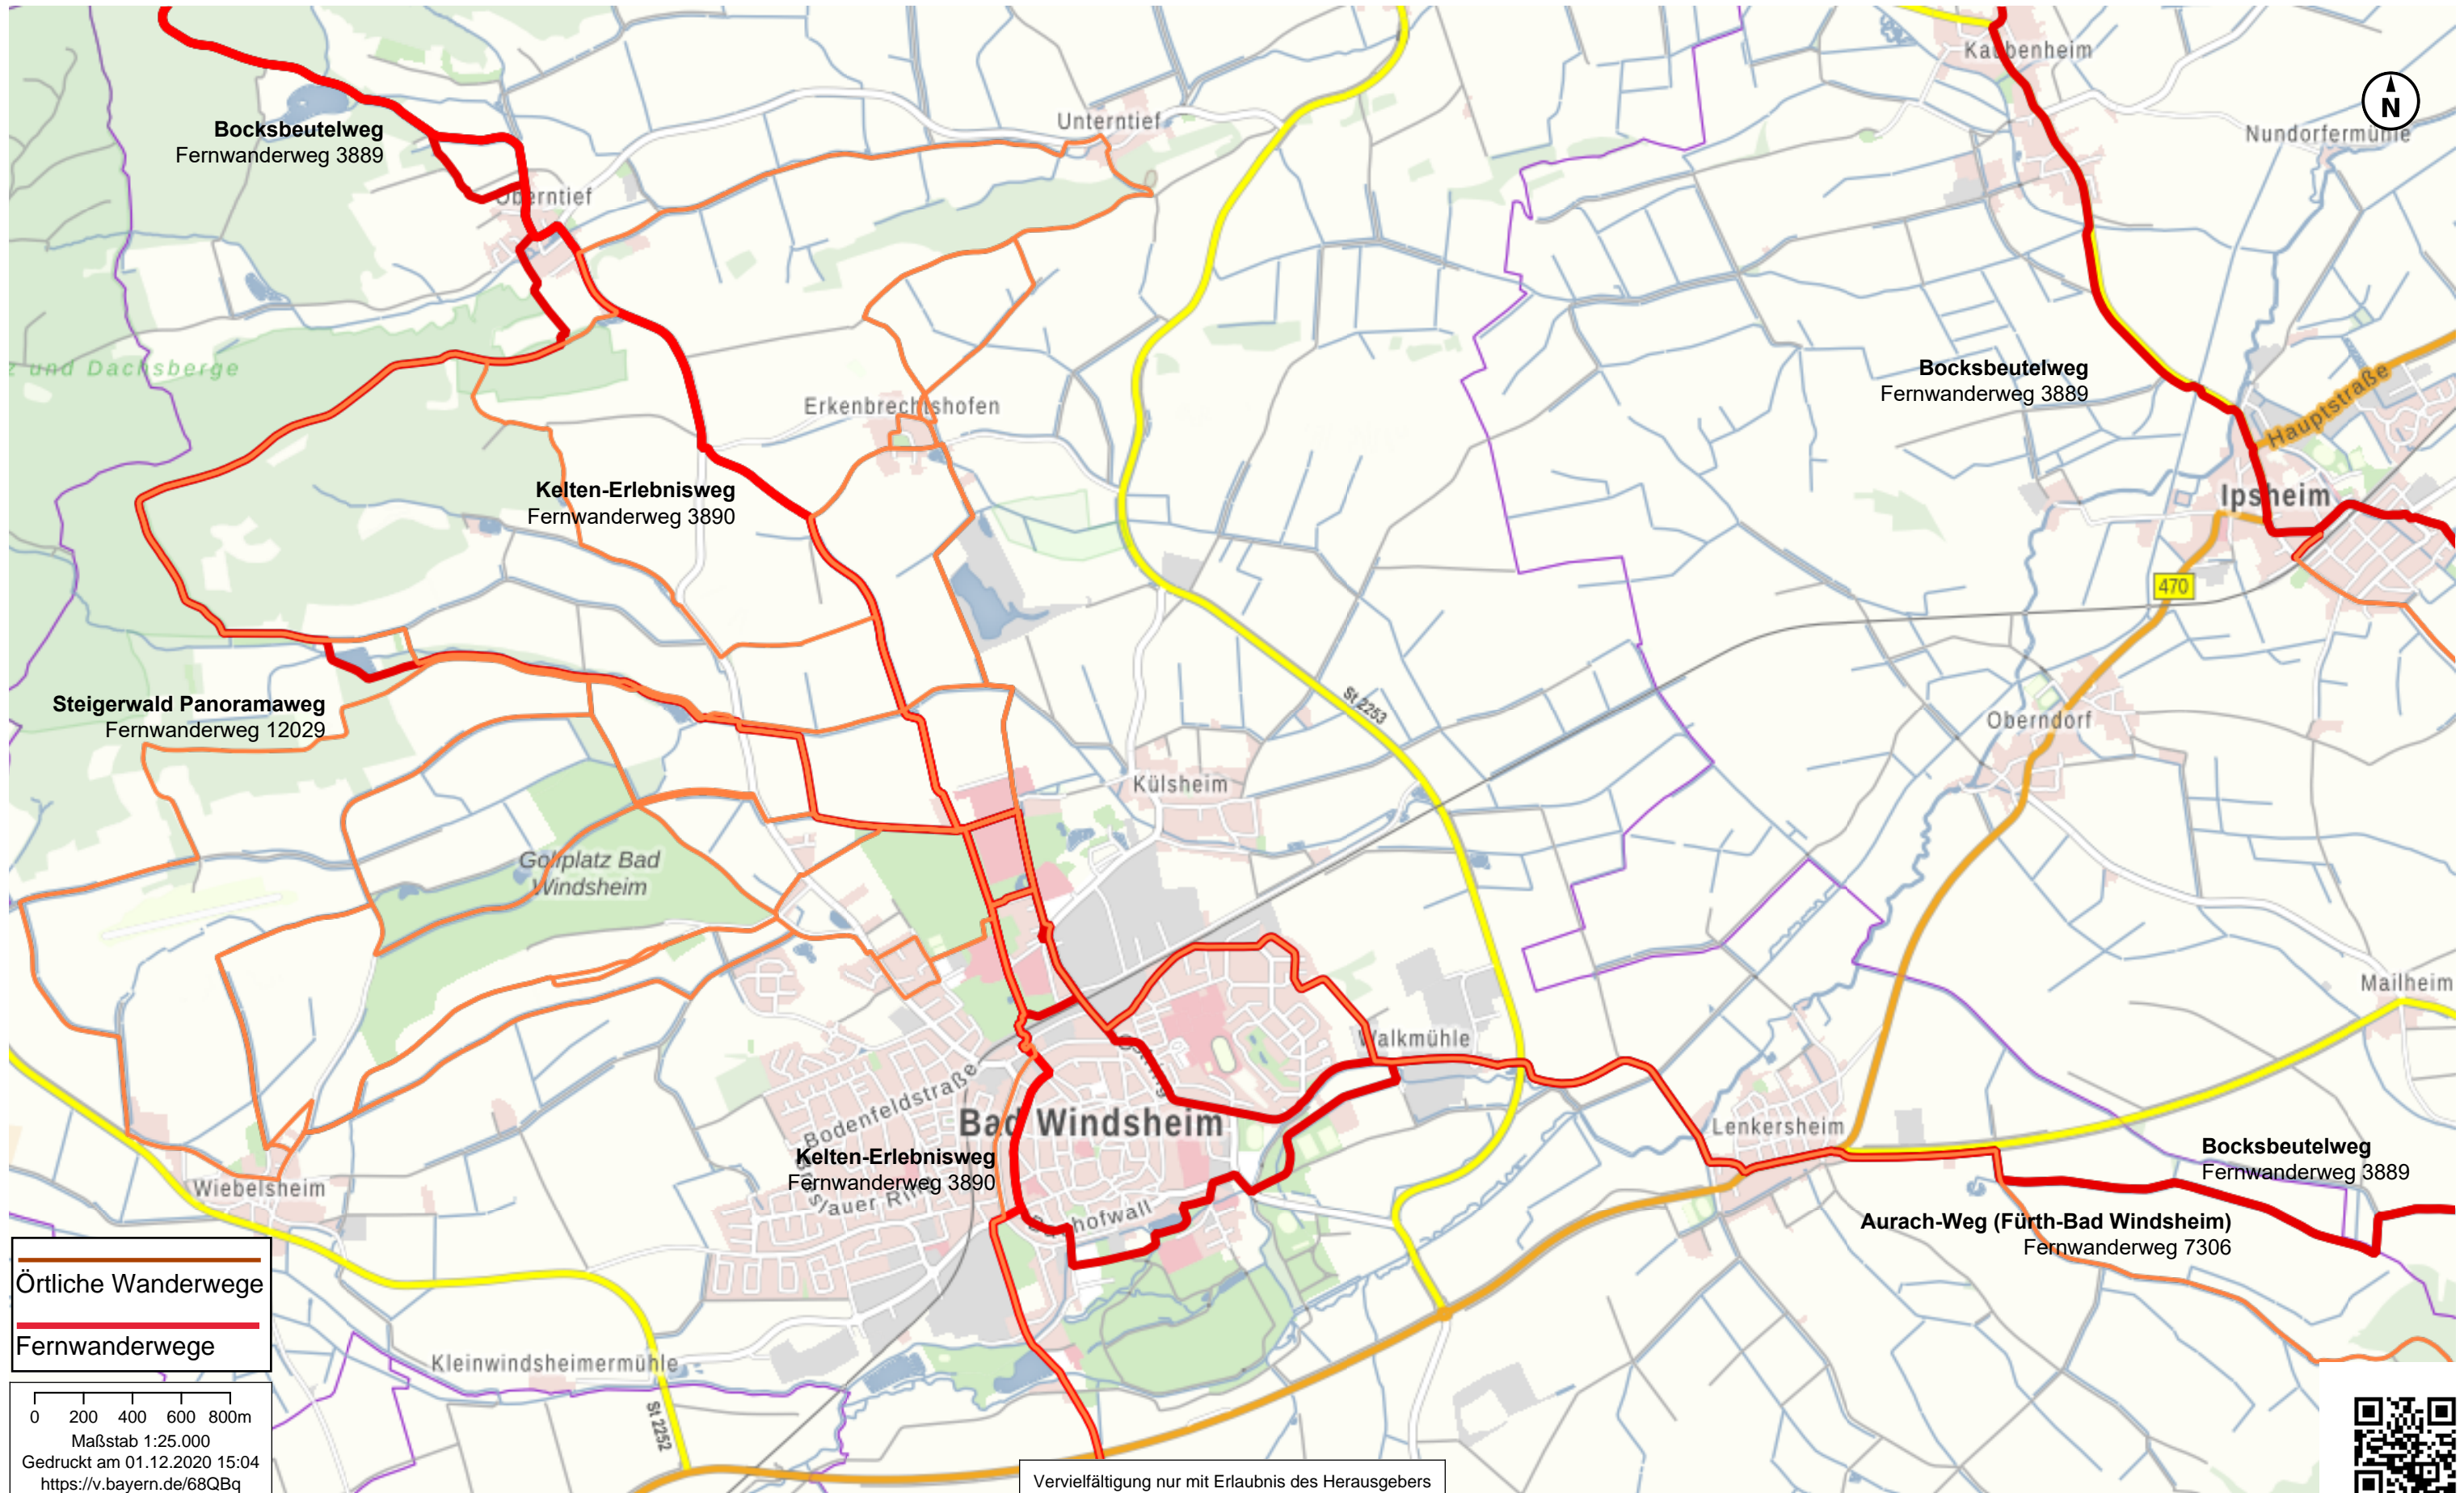 Kaubenheim
N
Nundorfermühle
Unterntief
Bocksbeutelweg
Fernwanderweg 3889
Oberntief
z und Dachsberge
Bocksbeutelweg
Fernwanderweg 3889
Erkenbrechtshofen
Hauptstraße
Kelten-Erlebnisweg
Fernwanderweg 3890
Ipsheim
470
Steigerwald Panoramaweg
Fernwanderweg 12029
St 2253
Oberndorf
Külsheim
Golfplatz Bad
Windsheim
Mailheim
Walkmühle
Bodenfeldstraße
Bad Windsheim
Lenkersheim
Kelten-Erlebnisweg
Fernwanderweg 3890
Bocksbeutelweg
Fernwanderweg 3889
Wiebelsheim
Aurach-Weg (Fürth-Bad Windsheim)
Fernwanderweg 7306
Örtliche Wanderwege
Fernwanderwege
Kleinwindsheimermühle
St 2252
0 200 400 600 800m
Maßstab 1:25.000
Gedruckt am 01.12.2020 15:04
https://v.bayern.de/68QBq
Vervielfältigung nur mit Erlaubnis des Herausgebers